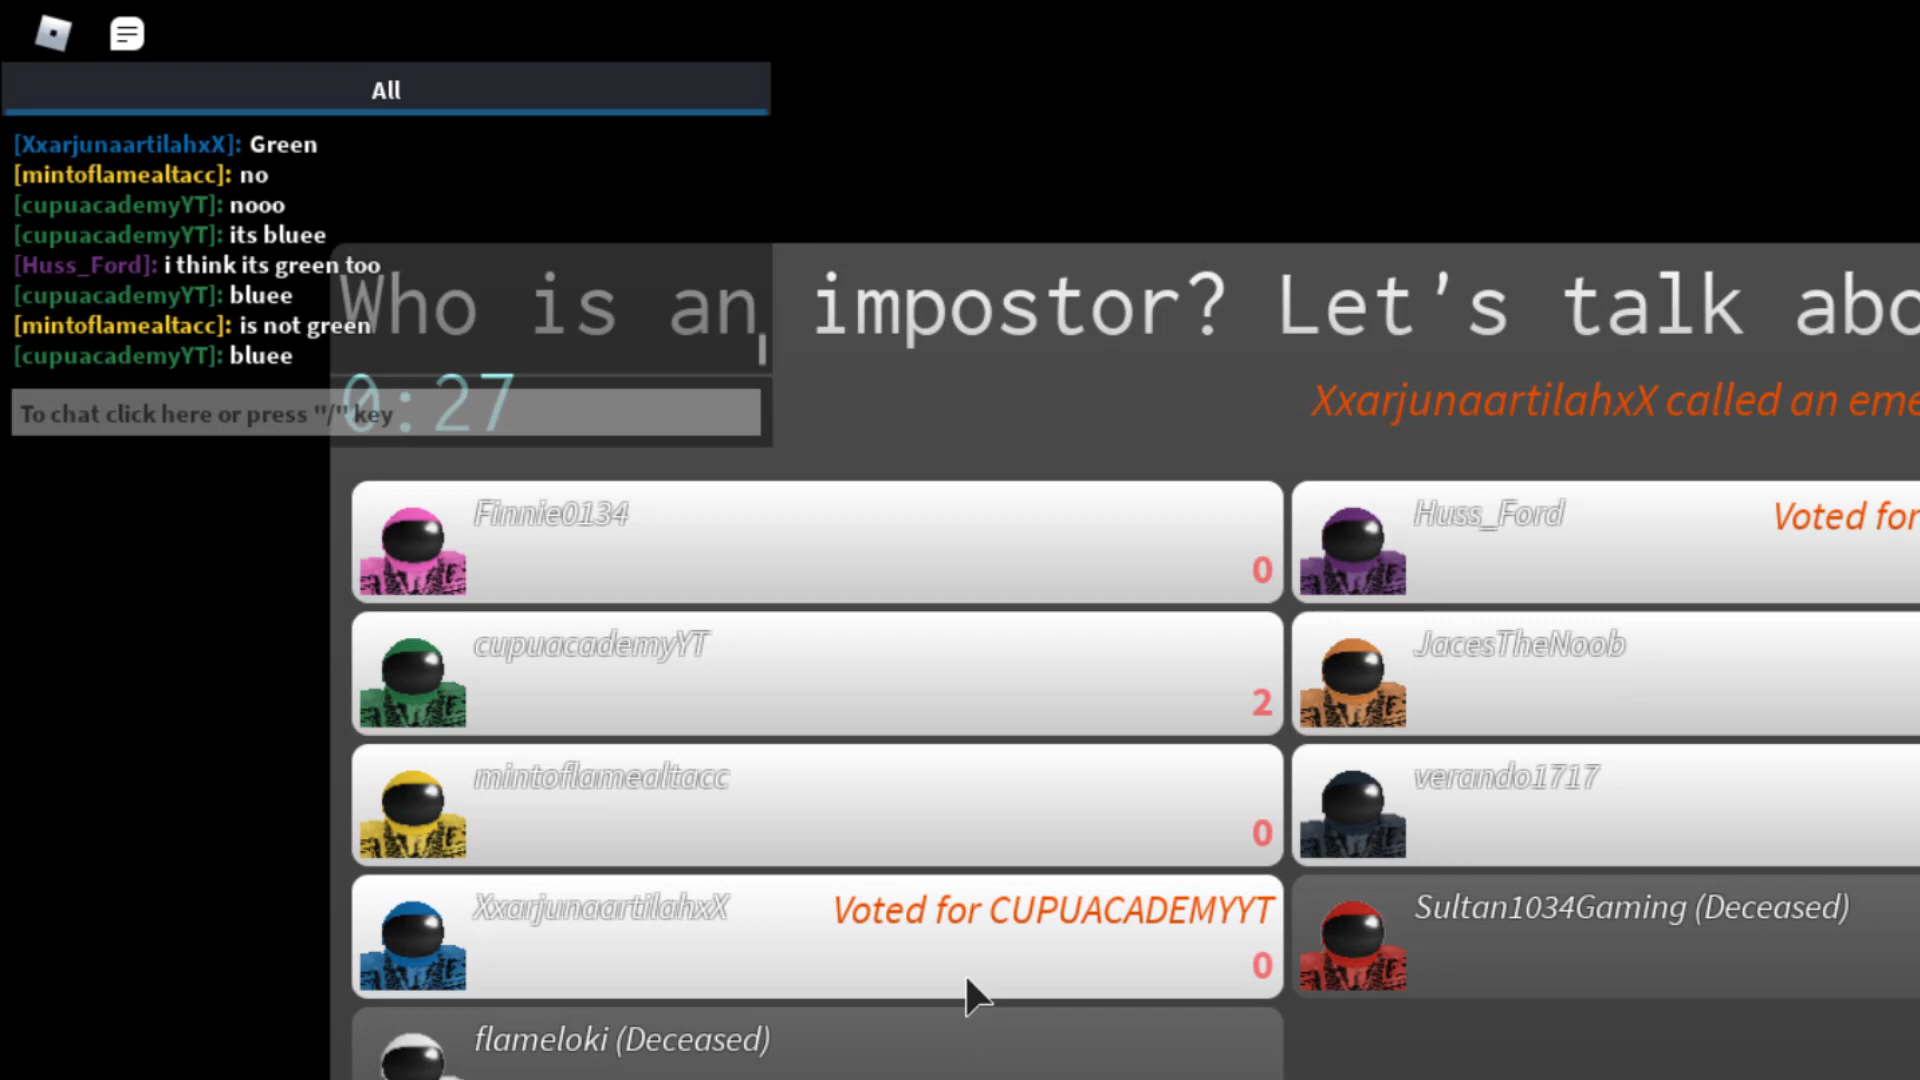 All
[XxarjunaartilahxX]: Green
[mintoflamealtacc]: no
[cupuacademyYT]: nooo
[cupuacademyYT]: its bluee
[Huss_Ford]: i think its green too
[cupuacademyYT]: bluee
[mintoflamealtacc]: is not green
[cupuacademyYT]: bluee
To chat click here or press "/" key
Who is an impostor? Let's talk abo
0:27
XxarjunaartilahxX called an eme
Finnie0134
0
Huss_Ford
Voted for
cupuacademyYT
2
JacesTheNoob
mintoflamealtacc
0
verando1717
XxarjunaartilahxX
Voted for CUPUACADEMYYT
0
Sultan1034Gaming (Deceased)
flameloki (Deceased)